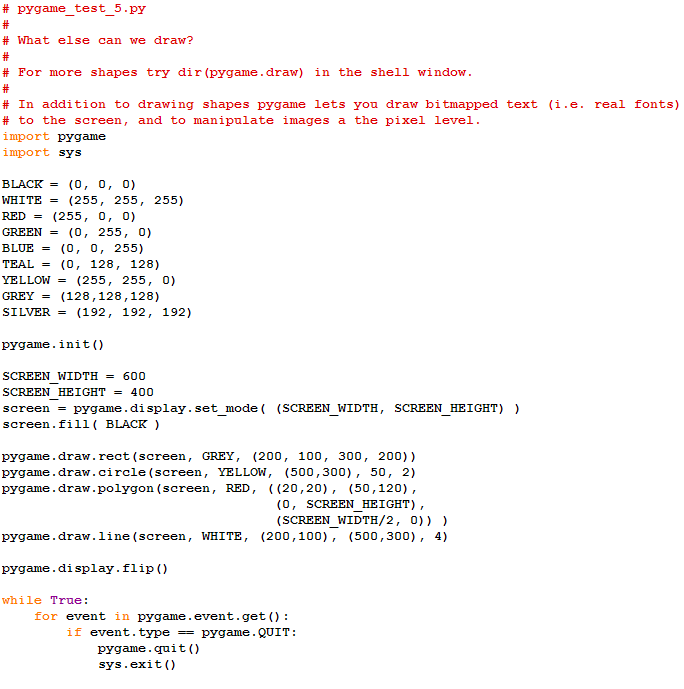 # pygame_test_5.py
#
# What else can we draw?
#
# For more shapes try dir(pygame.draw) in the shell window.
#
# In addition to drawing shapes pygame lets you draw bitmapped text (i.e. real fonts)
# to the screen, and to manipulate images a the pixel level.
import pygame
import sys

BLACK = (0, 0, 0)
WHITE = (255, 255, 255)
RED = (255, 0, 0)
GREEN = (0, 255, 0)
BLUE = (0, 0, 255)
TEAL = (0, 128, 128)
YELLOW = (255, 255, 0)
GREY = (128,128,128)
SILVER = (192, 192, 192)

pygame.init()

SCREEN_WIDTH = 600
SCREEN_HEIGHT = 400
screen = pygame.display.set_mode( (SCREEN_WIDTH, SCREEN_HEIGHT) )
screen.fill( BLACK )

pygame.draw.rect(screen, GREY, (200, 100, 300, 200))
pygame.draw.circle(screen, YELLOW, (500,300), 50, 2)
pygame.draw.polygon(screen, RED, ((20,20), (50,120),
                                  (0, SCREEN_HEIGHT),
                                  (SCREEN_WIDTH/2, 0)) )
pygame.draw.line(screen, WHITE, (200,100), (500,300), 4)

pygame.display.flip()

while True:
    for event in pygame.event.get():
        if event.type == pygame.QUIT:
            pygame.quit()
            sys.exit()